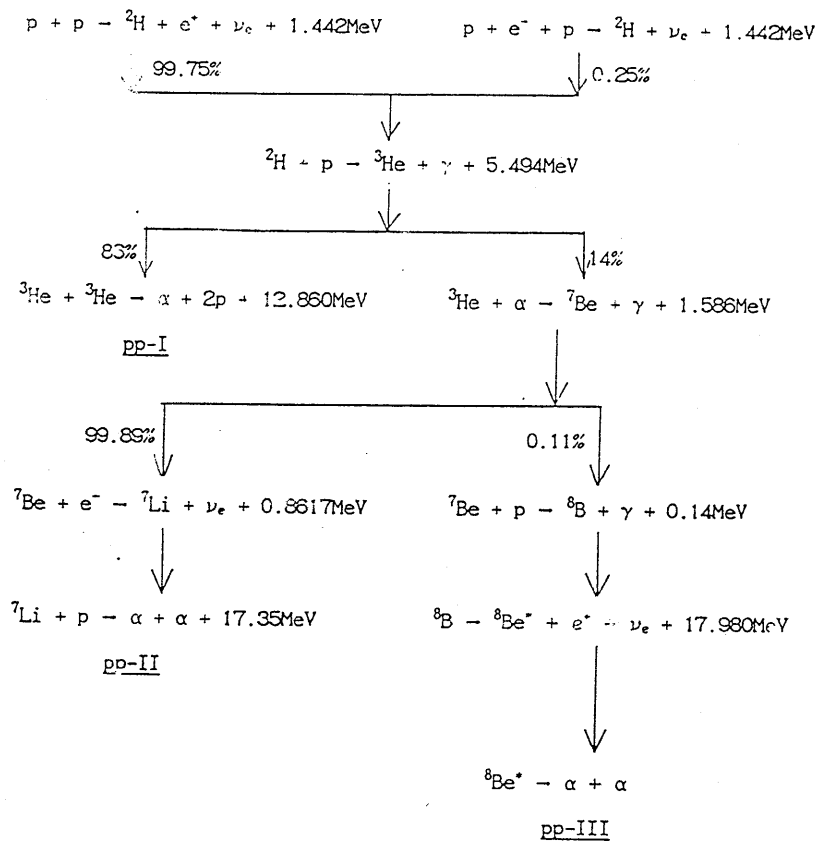 p + p → ²H + e⁺ + νₑ + 1.442MeV
p + e⁻ + p → ²H + νₑ + 1.442MeV
99.75%
0.25%
²H + p → ³He + γ + 5.494MeV
14%
³He + ³He → α + 2p + 12.860MeV
³He + α → ⁷Be + γ + 1.586MeV
pp-I
99.89%
0.11%
⁷Be + e⁻ → ⁷Li + νₑ + 0.8617MeV
⁷Be + p → ⁸B + γ + 0.14MeV
⁷Li + p → α + α + 17.35MeV
⁸B → ⁸Be* + e⁺ + νₑ + 17.980MeV
pp-II
⁸Be* → α + α
pp-III